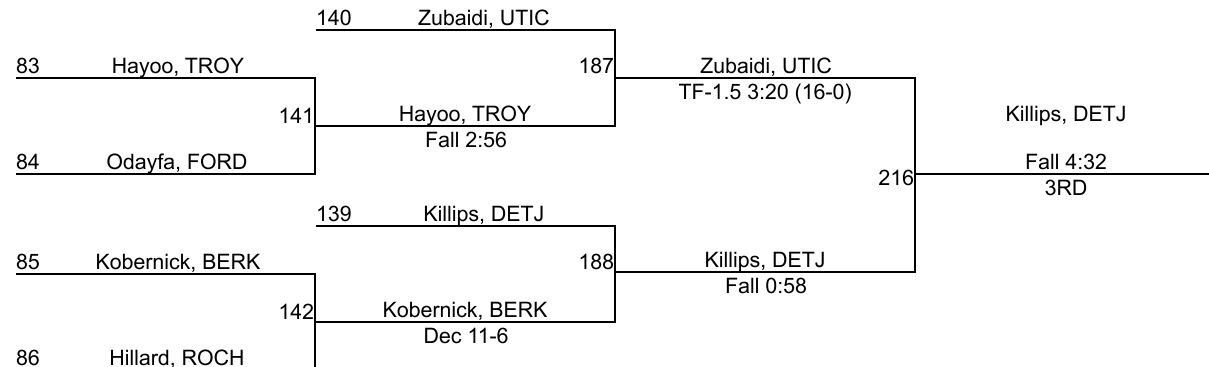 140 Zubaidi, UTIC
83 Hayoo, TROY
187 Zubaidi, UTIC
TF-1.5 3:20 (16-0)
141 Hayoo, TROY
Killips, DETJ
Fall 2:56
84 Odayfa, FORD
Fall 4:32
216
3RD
139 Killips, DETJ
85 Kobernick, BERK
188 Killips, DETJ
Fall 0:58
142 Kobernick, BERK
Dec 11-6
86 Hillard, ROCH